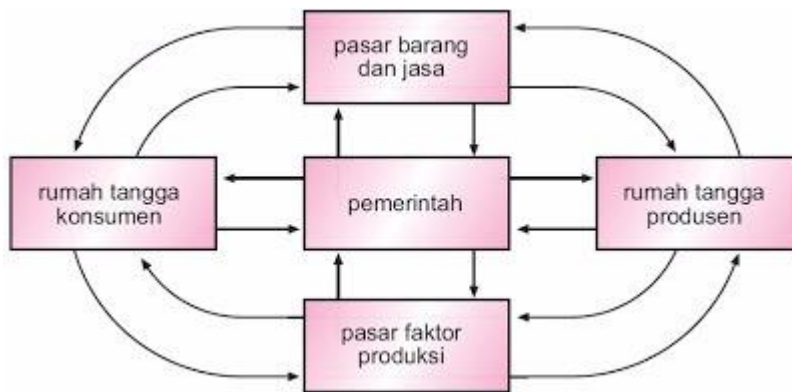 pasar barang
dan jasa
rumah tangga
konsumen
pemerintah
rumah tangga
produsen
pasar faktor
produksi